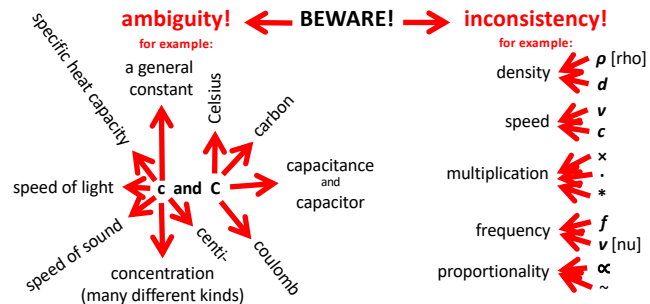 ambiguity!
BEWARE!
inconsistency!
for example:
for example:
specific heat capacity
a general
constant
Celsius
carbon
speed of light
c and C
capacitance
and
capacitor
speed of sound
centi-
coulomb
concentration
(many different kinds)
density
ρ [rho]
d
speed
v
c
multiplication
×
·
*
frequency
f
ν [nu]
proportionality
∝
~